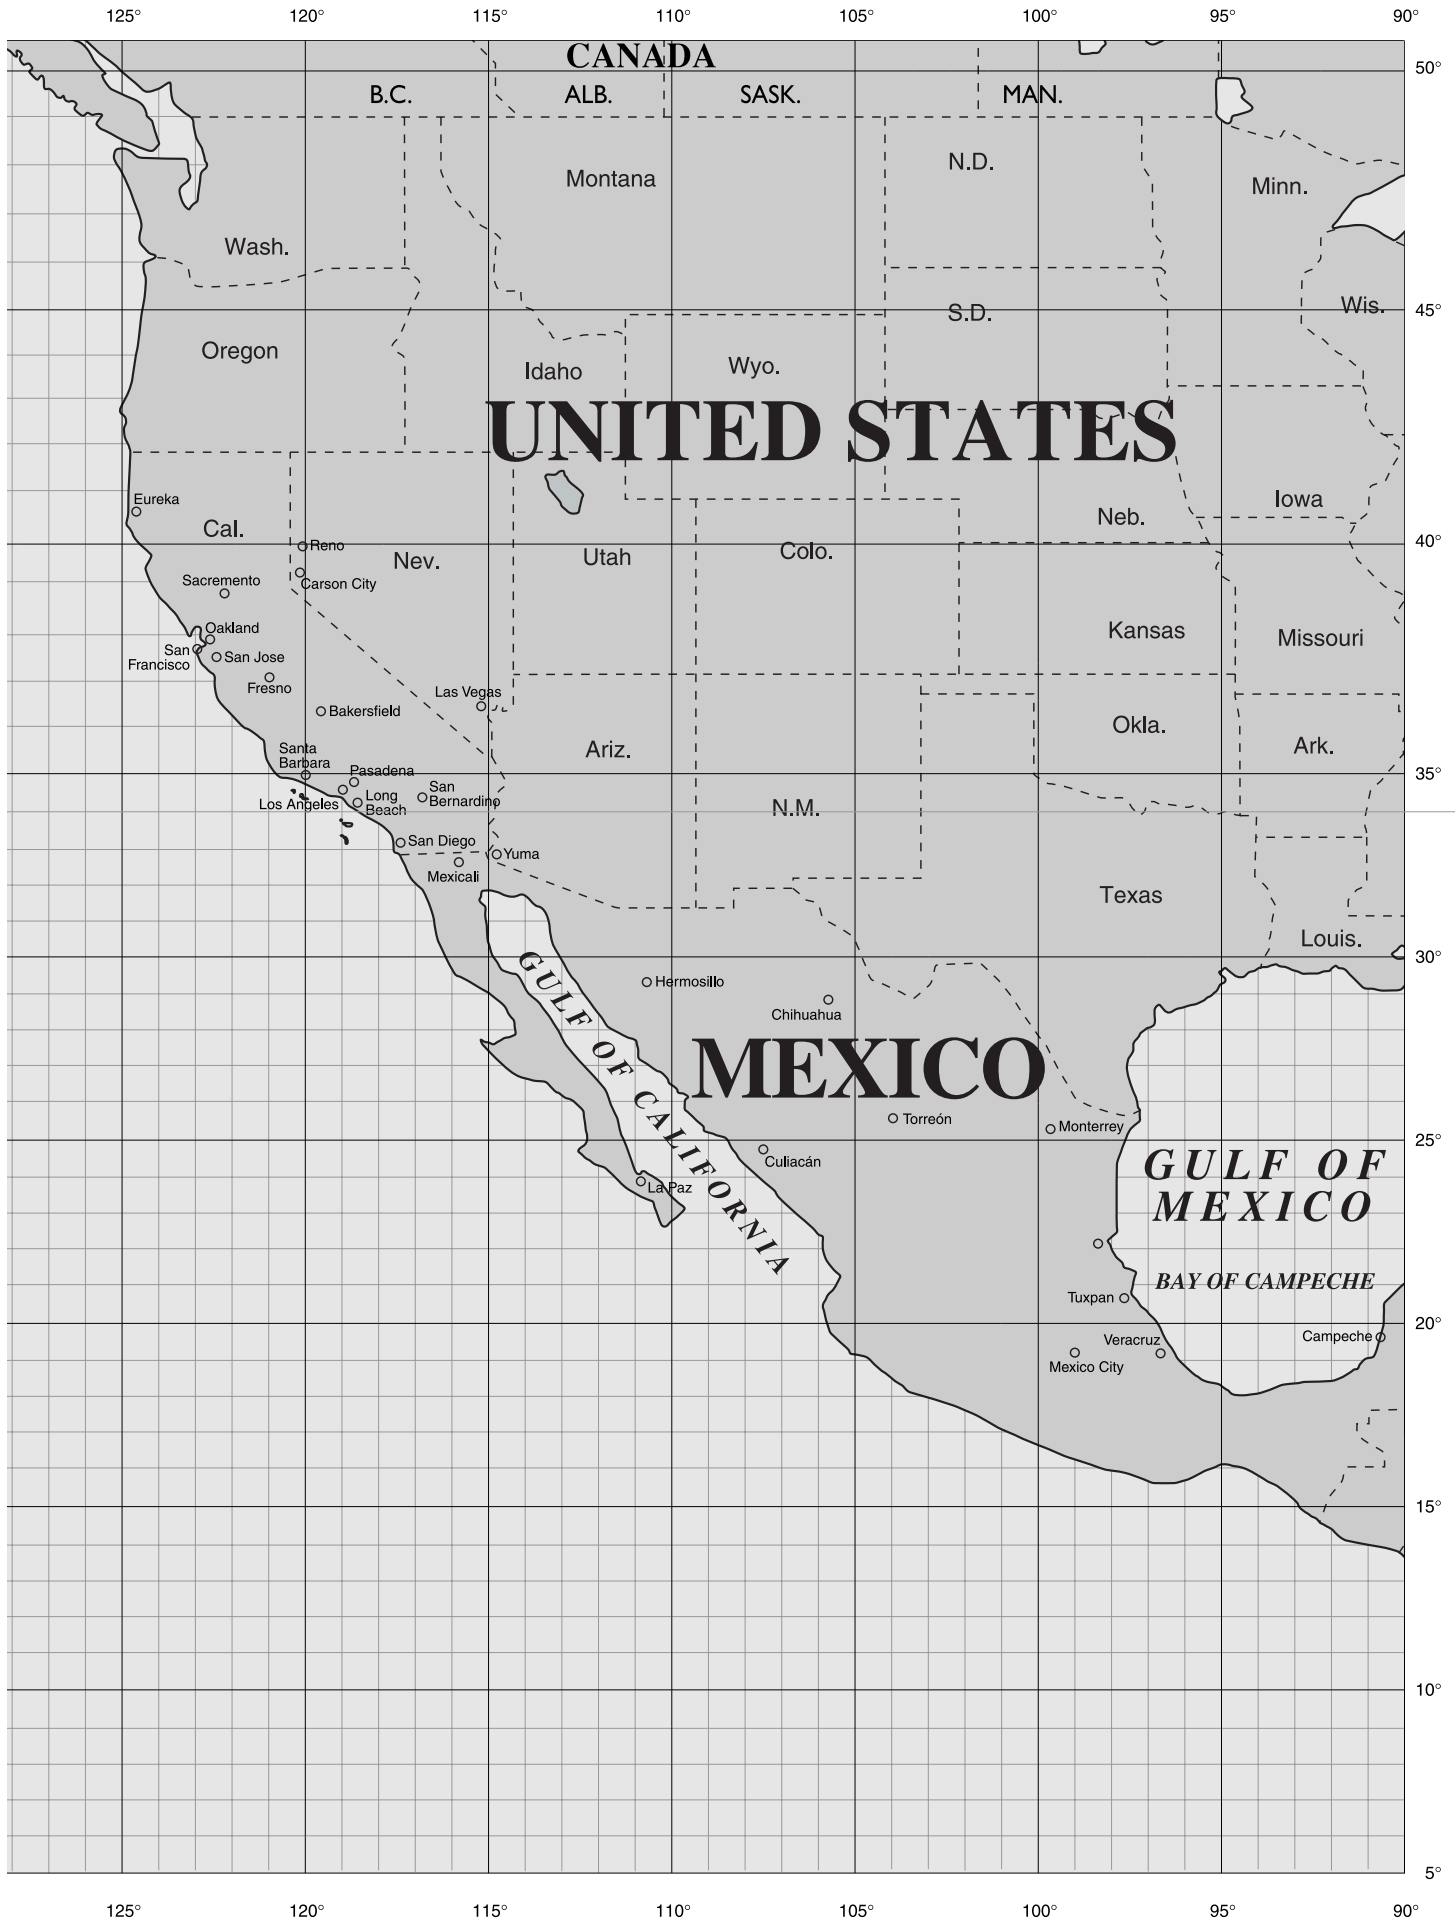 125° 120° 115° 110° 105° 100° 95° 90°
CANADA
50°
B.C. ALB. SASK. MAN.
N.D.
Montana
Minn.
Wash.
45°
Wis.
S.D.
Oregon
Idaho
Wyo.
UNITED STATES
Eureka
Iowa
Neb.
Cal.
40°
Reno
Nev.
Utah
Colo.
Sacremento
Carson City
Oakland
Kansas
Missouri
San
Francisco
San Jose
Fresno
Las Vegas
Bakersfield
Okla.
Ark.
Ariz.
Santa
Barbara
35°
Pasadena
San
Bernardino
Los Angeles
Long
Beach
N.M.
San Diego
Yuma
Mexicali
Texas
Louis.
30°
GULF OF CALIFORNIA
Hermosillo
Chihuahua
MEXICO
Torreón
Monterrey
25°
Culiacán
GULF OF
MEXICO
La Paz
BAY OF CAMPECHE
Tuxpan
20°
Veracruz
Campeche
Mexico City
15°
10°
5°
125° 120° 115° 110° 105° 100° 95° 90°